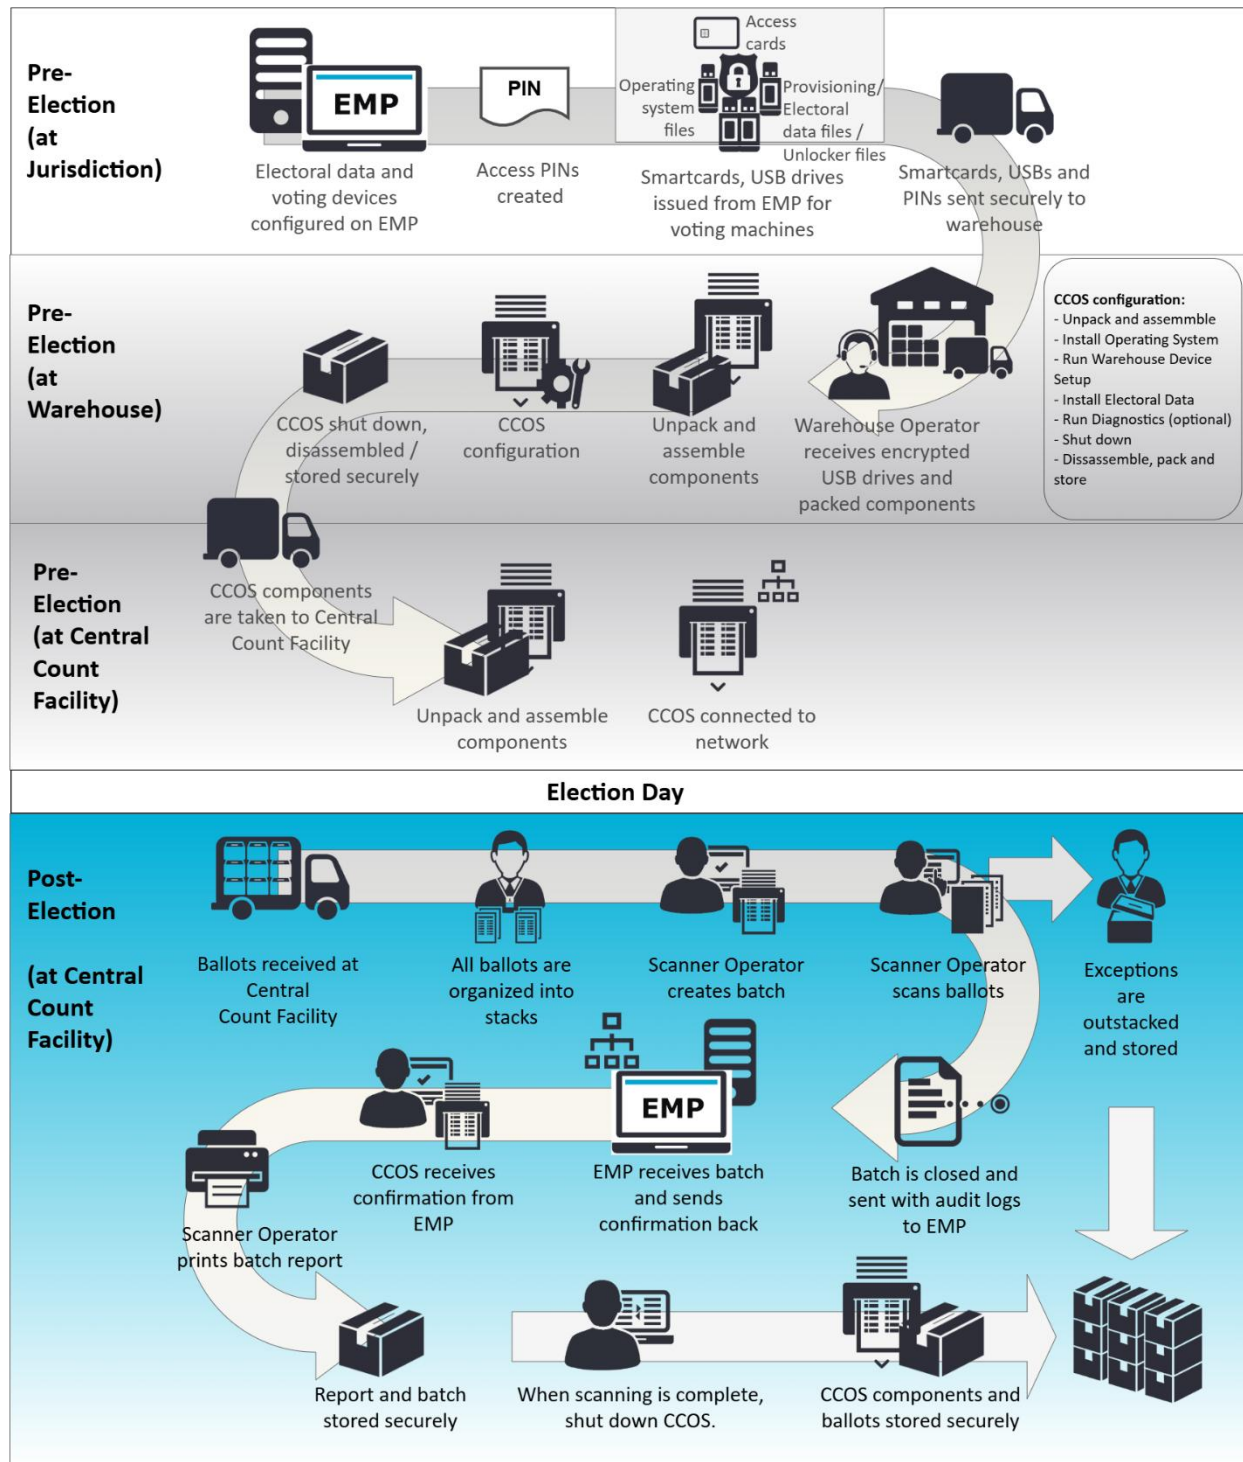 Pre-
Election
(at
Jurisdiction)
EMP
PIN
Access
cards
Operating
system
files
Provisioning/
Electoral
data files /
Unlocker files
Electoral data and
voting devices
configured on EMP
Access PINs
created
Smartcards, USB drives
issued from EMP for
voting machines
Smartcards, USBs and
PINs sent securely to
warehouse
Pre-
Election
(at
Warehouse)
CCOS shut down,
disassembled /
stored securely
CCOS
configuration
Unpack and
assemble
components
Warehouse Operator
receives encrypted
USB drives and
packed components
CCOS configuration:
- Unpack and assemmble
- Install Operating System
- Run Warehouse Device
Setup
- Install Electoral Data
- Run Diagnostics (optional)
- Shut down
- Dissassemble, pack and
store
Pre-
Election
(at Central
Count
Facility)
CCOS components
are taken to Central
Count Facility
Unpack and assemble
components
CCOS connected to
network
Election Day
Post-
Election
(at Central
Count
Facility)
Ballots received at
Central
Count Facility
All ballots are
organized into
stacks
Scanner Operator
creates batch
Scanner Operator
scans ballots
Exceptions
are
outstacked
and stored
EMP
CCOS receives
confirmation from
EMP
EMP receives batch
and sends
confirmation back
Batch is closed and
sent with audit logs
to EMP
Scanner Operator
prints batch report
Report and batch
stored securely
When scanning is complete,
shut down CCOS.
CCOS components and
ballots stored securely